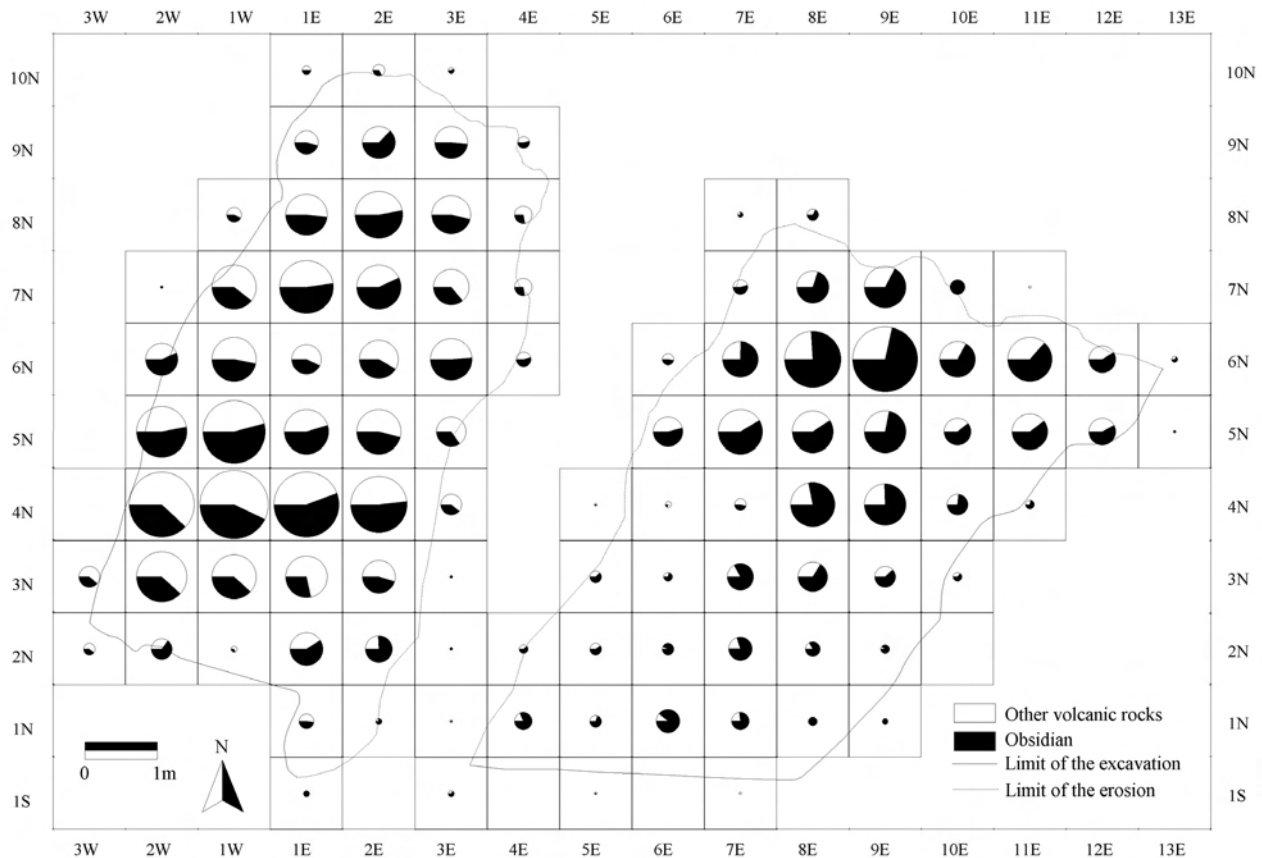 3W 2W 1W 1E 2E 3E 4E 5E 6E 7E 8E 9E 10E 11E 12E 13E
10N 10N
9N 9N
8N 8N
7N 7N
6N 6N
5N 5N
4N 4N
3N 3N
2N 2N
1N 1N
1S 1S
Other volcanic rocks
Obsidian
Limit of the excavation
Limit of the erosion
N
0 1m
3W 2W 1W 1E 2E 3E 4E 5E 6E 7E 8E 9E 10E 11E 12E 13E